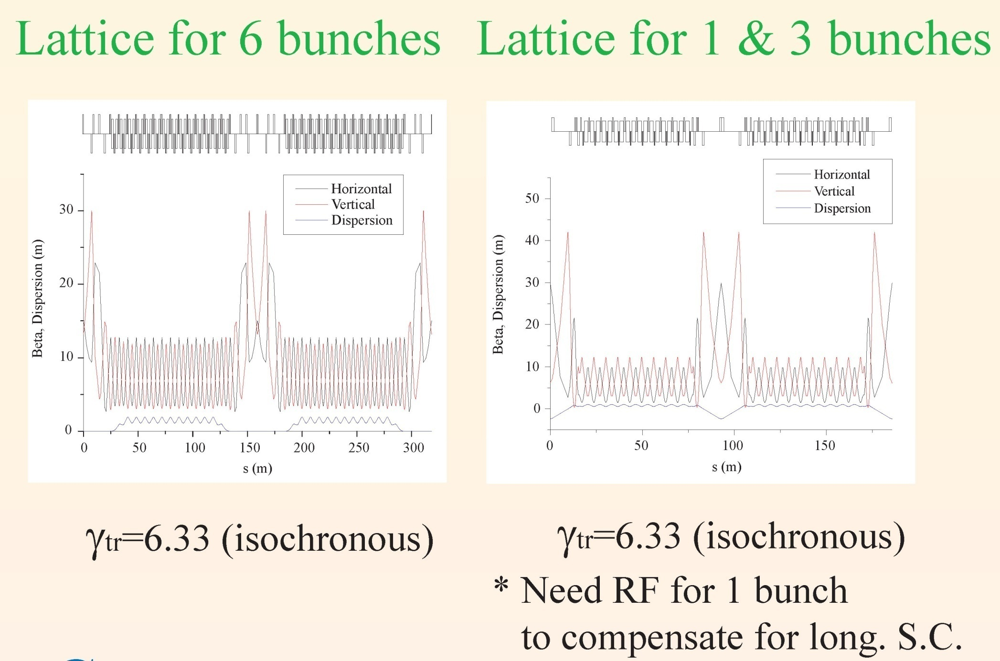 Lattice for 6 bunches
Lattice for 1 & 3 bunches
Horizontal
Vertical
Dispersion
Beta, Dispersion (m)
30
20
10
0
0 50 100 150 200 250 300
s (m)
Horizontal
Vertical
Dispersion
Beta, Dispersion (m)
50
40
30
20
10
0
0 50 100 150
s (m)
γtr=6.33 (isochronous)
γtr=6.33 (isochronous)
* Need RF for 1 bunch
to compensate for long. S.C.